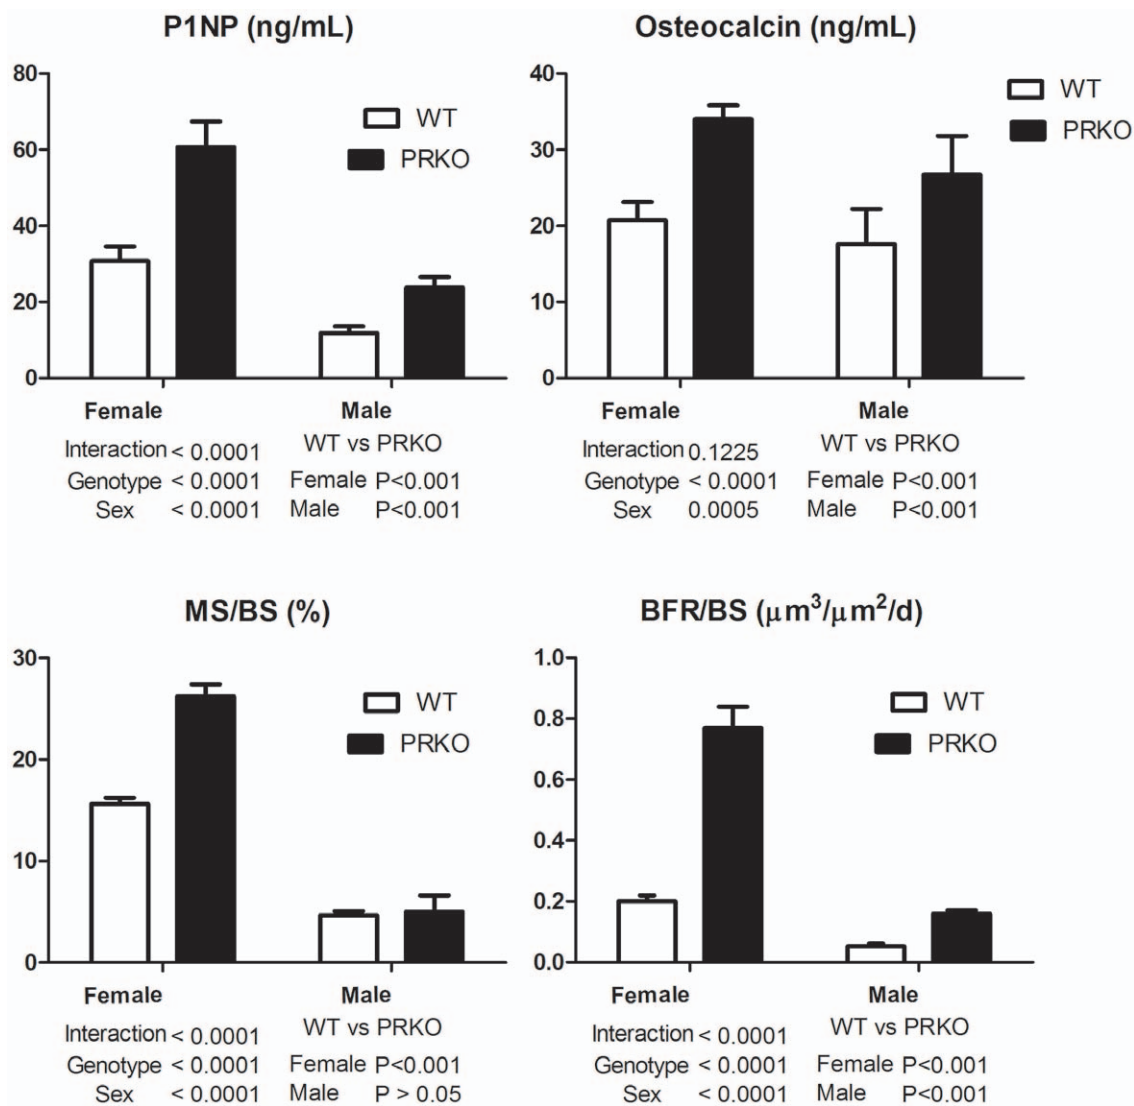 P1NP (ng/mL)
80
60
40
20
0
WT
PRKO
Female
Male
Interaction < 0.0001
Genotype < 0.0001
Sex < 0.0001
WT vs PRKO
Female P<0.001
Male P<0.001
Osteocalcin (ng/mL)
40
30
20
10
0
WT
PRKO
Female
Male
Interaction 0.1225
Genotype < 0.0001
Sex 0.0005
WT vs PRKO
Female P<0.001
Male P<0.001
MS/BS (%)
30
20
10
0
WT
PRKO
Female
Male
Interaction < 0.0001
Genotype < 0.0001
Sex < 0.0001
WT vs PRKO
Female P<0.001
Male P > 0.05
BFR/BS (μm³/μm²/d)
1.0
0.8
0.6
0.4
0.2
0.0
WT
PRKO
Female
Male
Interaction < 0.0001
Genotype < 0.0001
Sex < 0.0001
WT vs PRKO
Female P<0.001
Male P<0.001